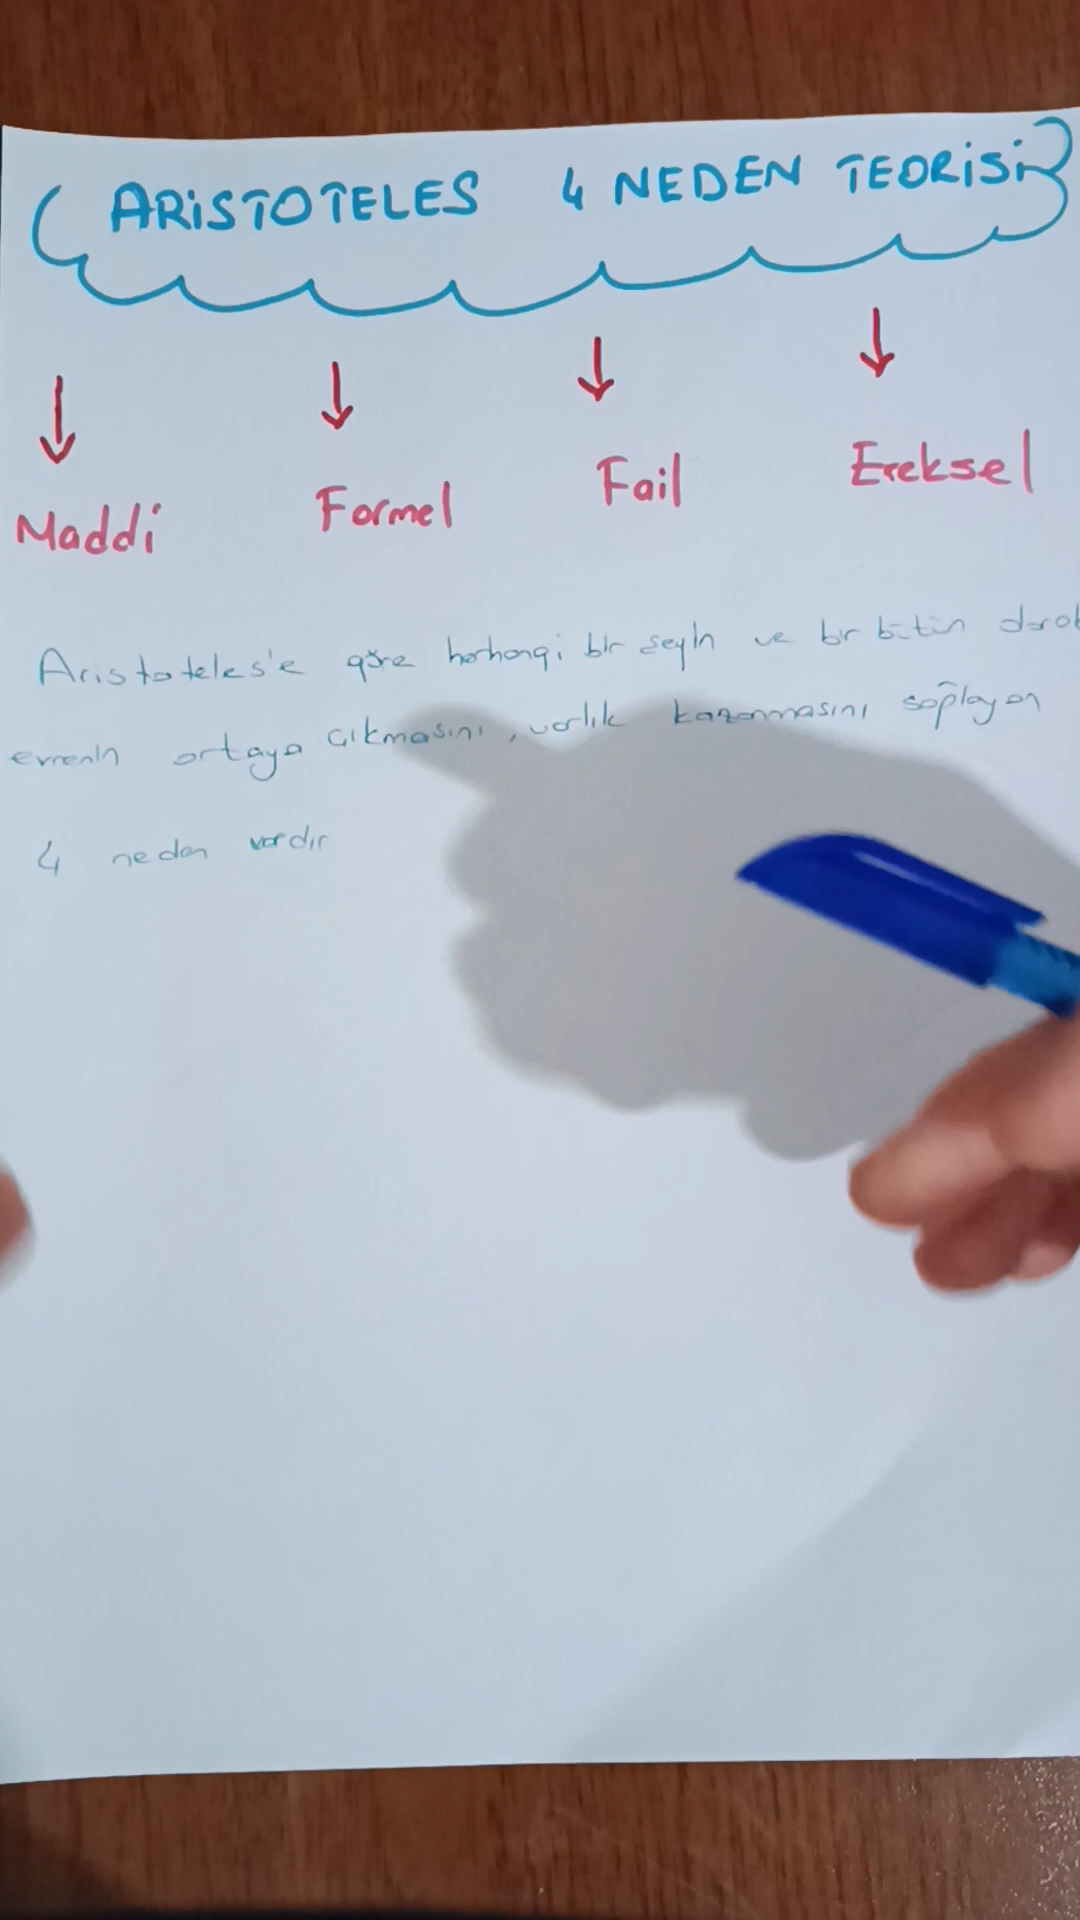 ARİSTOTELES 4 NEDEN TEORİSİ
Maddi Formel Fail Ereksel
Aristoteles'e göre herhangi bir şeyin ve bir bütün olarak
evrenin ortaya çıkmasını, varlık kazanmasını sağlayan
4 neden vardır